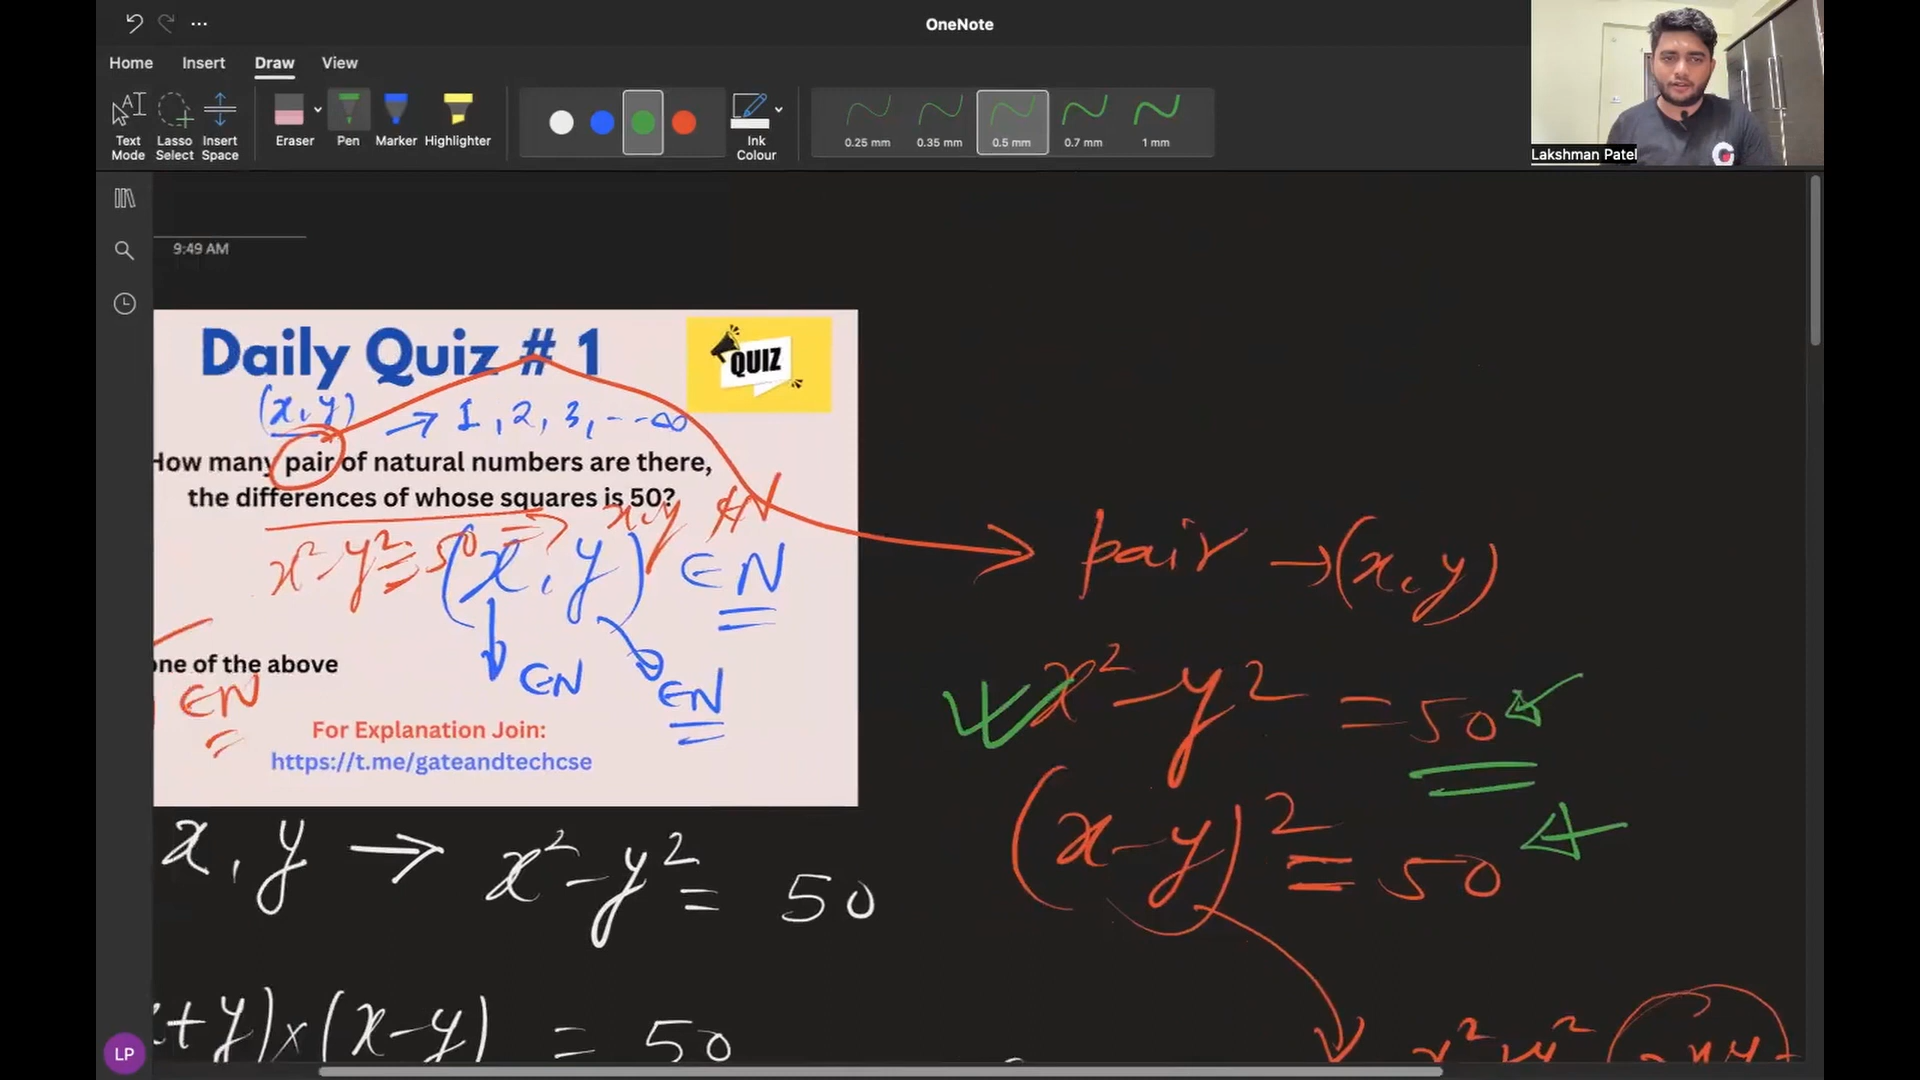 OneNote
Home Insert Draw View
Text Mode
Lasso Select
Insert Space
Eraser
Pen
Marker
Highlighter
Ink Colour
0.25 mm
0.35 mm
0.5 mm
0.7 mm
1 mm
Lakshman Patel
9:49 AM
Daily Quiz # 1
QUIZ
(x, y) → 1, 2, 3, -- ∞
How many pair of natural numbers are there,
the differences of whose squares is 50?
x² - y² = 50 ⇒ x, y ∉ N
(x, y) ∈ N
one of the above
∈N
∈N ∈N
For Explanation Join:
https://t.me/gateandtechcse
pair → (x, y)
x² - y² = 50
(x - y)² = 50
x, y → x² - y² = 50
+ y) × (x - y) = 50
LP